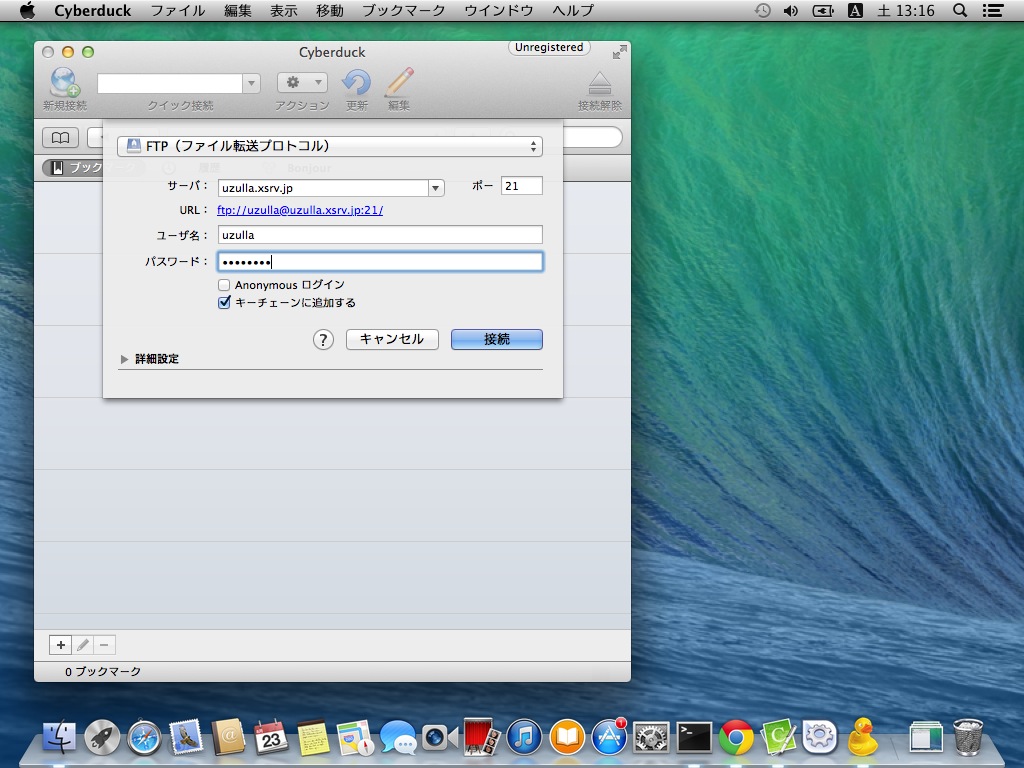 Cyberduck ファイル 編集 表示 移動 ブックマーク ウインドウ ヘルプ A 土 13:16
Cyberduck
Unregistered
新規接続 クイック接続 アクション 更新 編集 接続解除
FTP（ファイル転送プロトコル）
ブック 履歴 Bonjour
サーバ： uzulla.xsrv.jp ポー 21
URL： ftp://uzulla@uzulla.xsrv.jp:21/
ユーザ名： uzulla
パスワード： ••••••••
Anonymous ログイン
キーチェーンに追加する
? キャンセル 接続
詳細設定
+ −
0 ブックマーク
23
1
>_
C